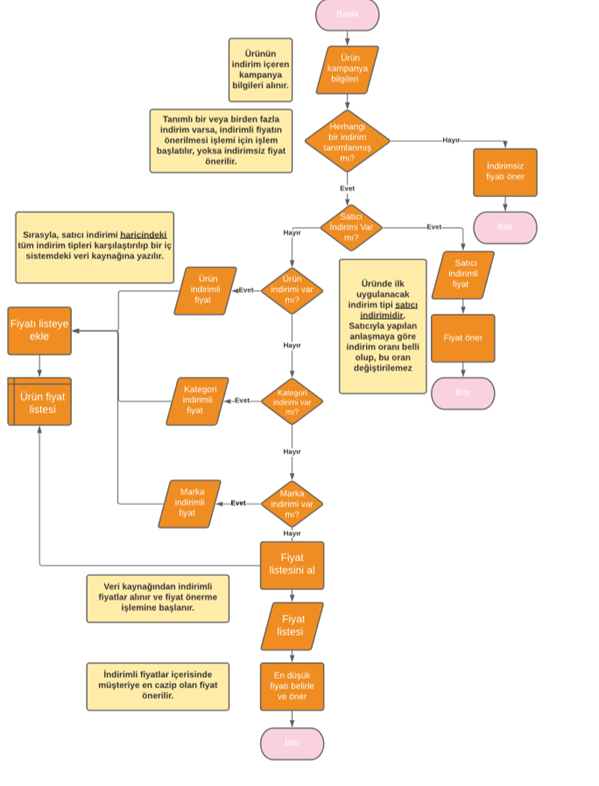 Başla
Ürünün
indirim içeren
kampanya
bilgileri alınır.
Ürün
kampanya
bilgileri
Tanımlı bir veya birden fazla
indirim varsa, indirimli fiyatın
önerilmesi işlemi için işlem
başlatılır, yoksa indirimsiz fiyat
önerilir.
Herhangi
bir indirim
tanımlanmış
mı?
Hayır
İndirimsiz
fiyatı öner
Bitir
Evet
Satıcı
İndirimi Var
mı?
Hayır
Evet
Sırasıyla, satıcı indirimi haricindeki
tüm indirim tipleri karşılaştırılıp bir iç
sistemdeki veri kaynağına yazılır.
Satıcı
indirimli
fiyat
Üründe ilk
uygulanacak
indirim tipi satıcı
indirimidir.
Satıcıyla yapılan
anlaşmaya göre
indirim oranı belli
olup, bu oran
değiştirilemez
Fiyat öner
Bitir
Ürün
indirimi var
mı?
Evet
Ürün
indirimli
fiyat
Fiyatı listeye
ekle
Ürün fiyat
listesi
Hayır
Kategori
indirimi var
mı?
Evet
Kategori
indirimli
fiyat
Hayır
Marka
indirimi var
mı?
Evet
Marka
indirimli
fiyat
Hayır
Fiyat
listesini al
Veri kaynağından indirimli
fiyatlar alınır ve fiyat önerme
işlemine başlanır.
Fiyat
listesi
İndirimli fiyatlar içerisinde
müşteriye en cazip olan fiyat
önerilir.
En düşük
fiyatı belirle
ve öner
Bitir